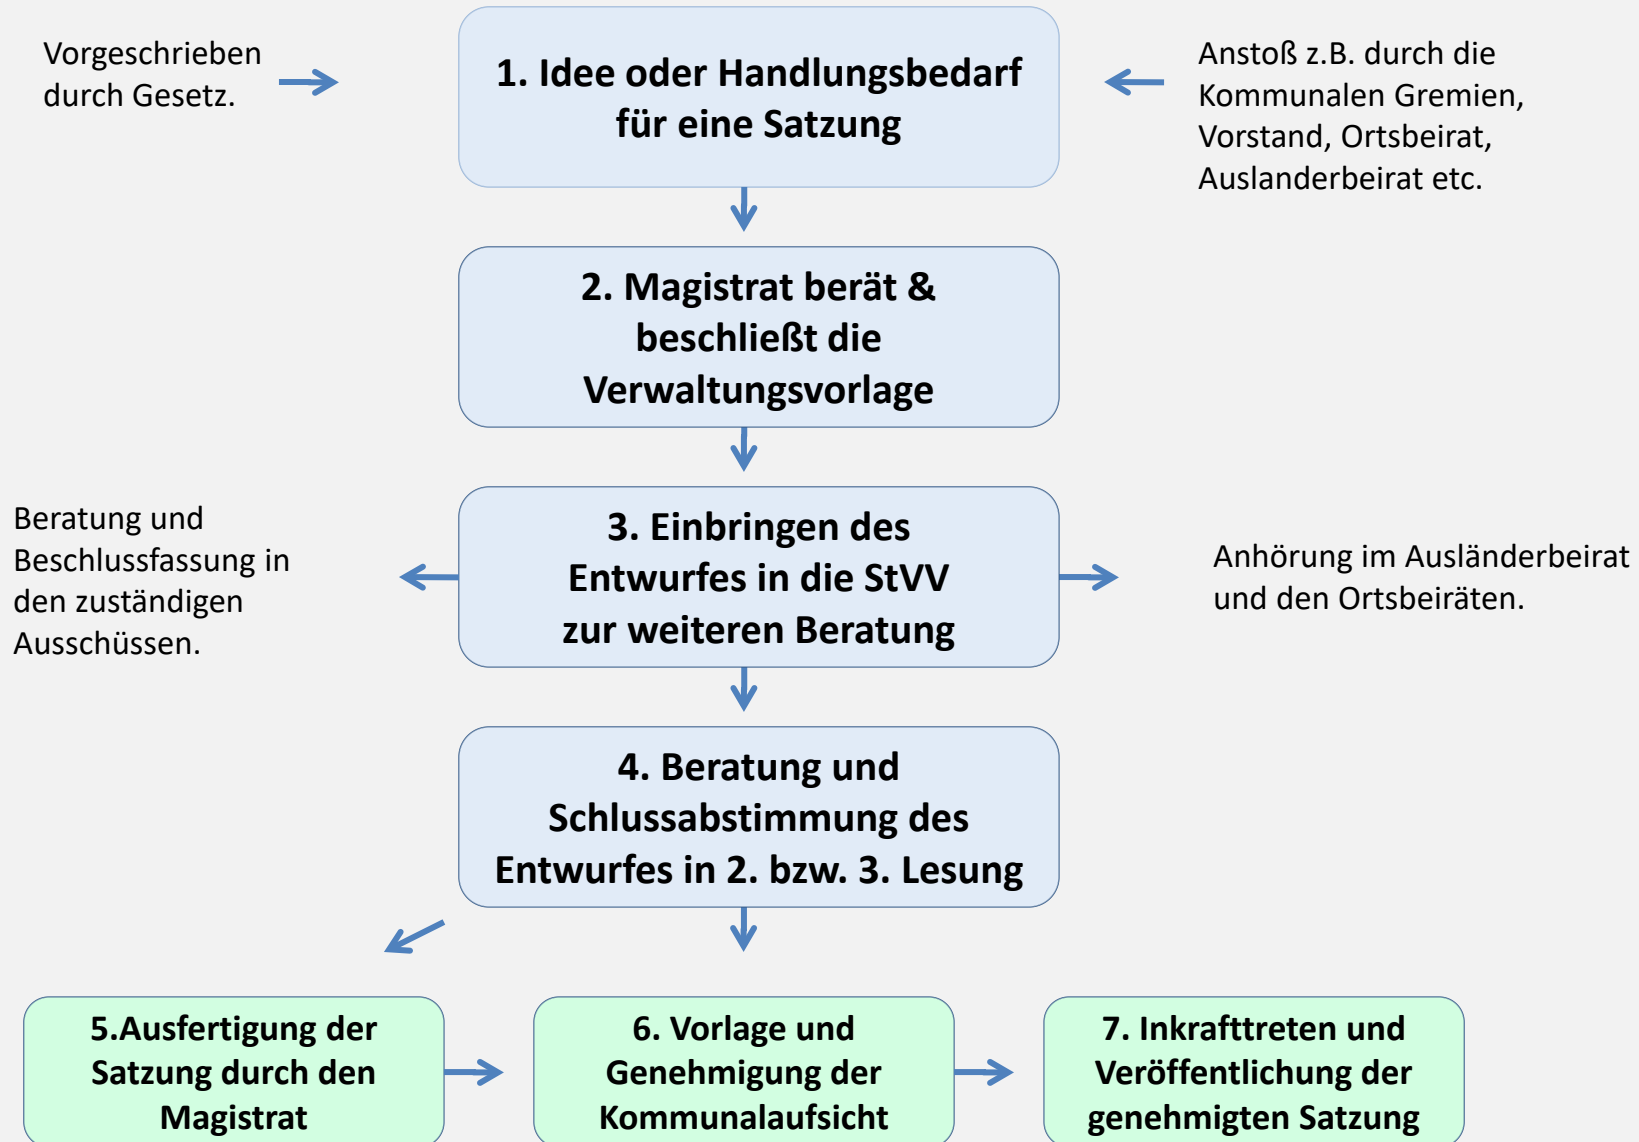 Vorgeschrieben
durch Gesetz.
1. Idee oder Handlungsbedarf
für eine Satzung
Anstoß z.B. durch die
Kommunalen Gremien,
Vorstand, Ortsbeirat,
Auslanderbeirat etc.
2. Magistrat berät &
beschließt die
Verwaltungsvorlage
Beratung und
Beschlussfassung in
den zuständigen
Ausschüssen.
3. Einbringen des
Entwurfes in die StVV
zur weiteren Beratung
Anhörung im Ausländerbeirat
und den Ortsbeiräten.
4. Beratung und
Schlussabstimmung des
Entwurfes in 2. bzw. 3. Lesung
5.Ausfertigung der
Satzung durch den
Magistrat
6. Vorlage und
Genehmigung der
Kommunalaufsicht
7. Inkrafttreten und
Veröffentlichung der
genehmigten Satzung